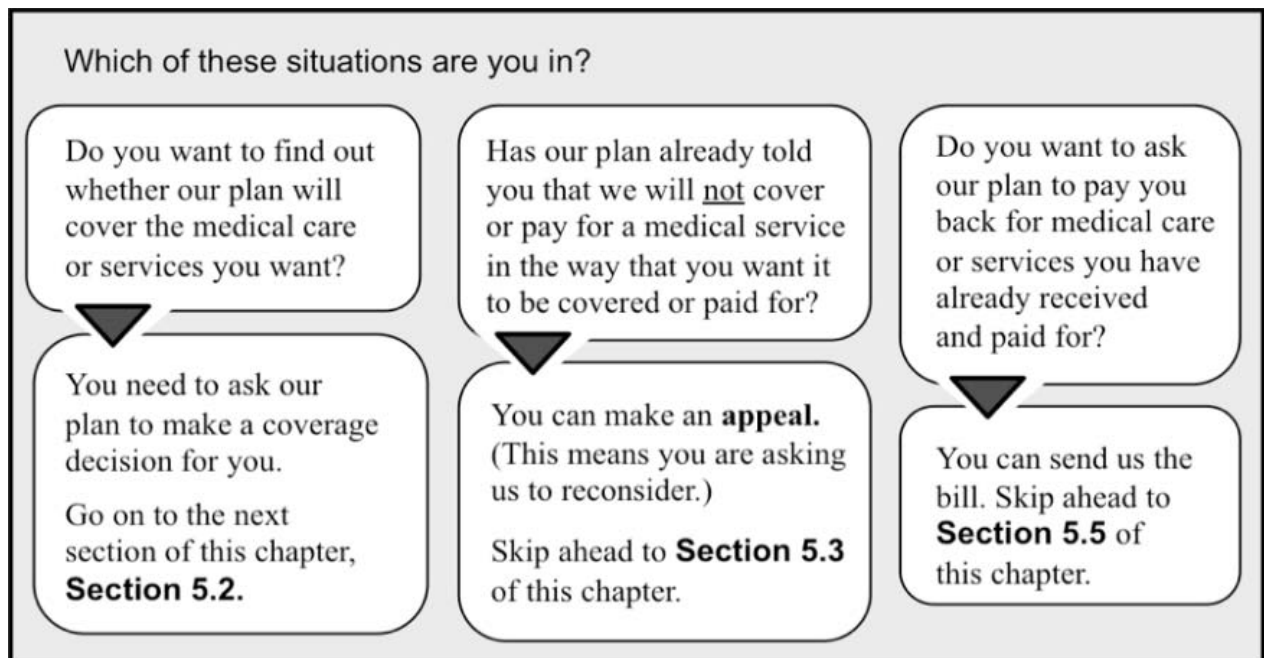 Which of these situations are you in?
Do you want to find out
whether our plan will
cover the medical care
or services you want?
You need to ask our
plan to make a coverage
decision for you.
Go on to the next
section of this chapter,
Section 5.2.
Has our plan already told
you that we will not cover
or pay for a medical service
in the way that you want it
to be covered or paid for?
You can make an appeal.
(This means you are asking
us to reconsider.)
Skip ahead to Section 5.3
of this chapter.
Do you want to ask
our plan to pay you
back for medical care
or services you have
already received
and paid for?
You can send us the
bill. Skip ahead to
Section 5.5 of
this chapter.